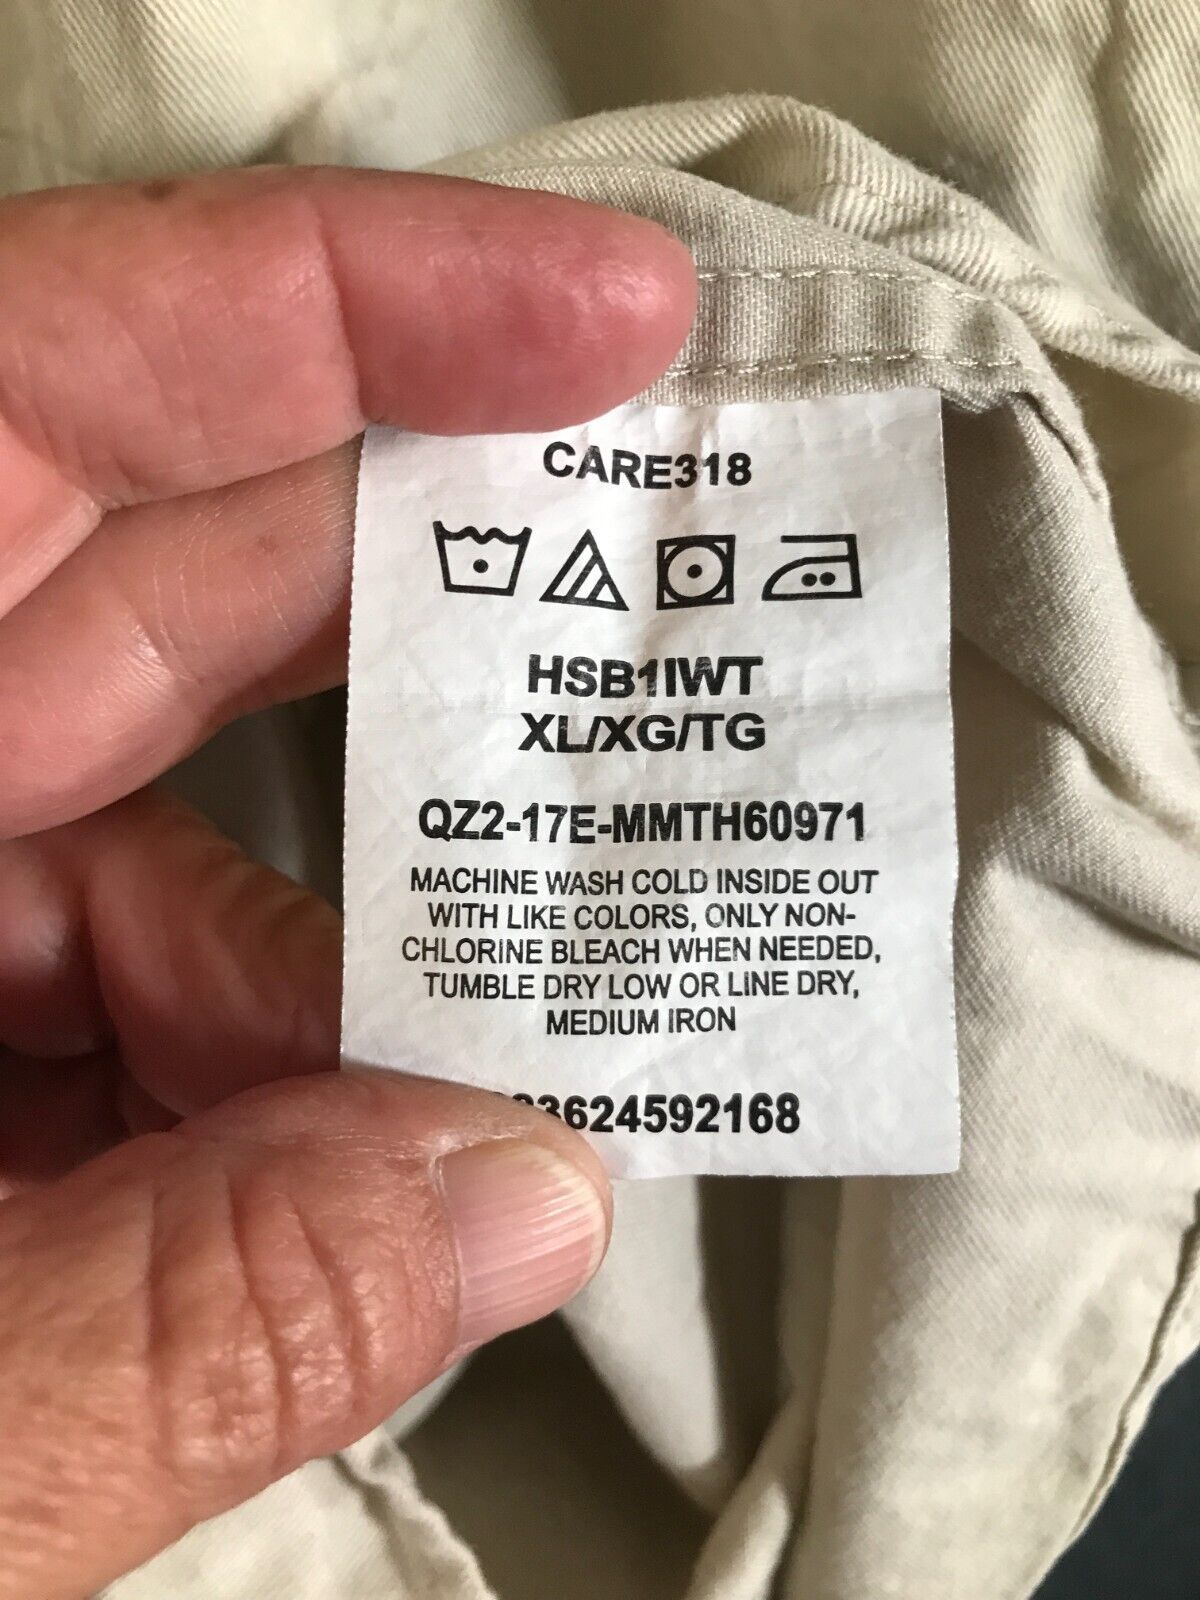 CARE318
HSB1IWT
XL/XG/TG
QZ2-17E-MMTH60971
MACHINE WASH COLD INSIDE OUT
WITH LIKE COLORS, ONLY NON-
CHLORINE BLEACH WHEN NEEDED,
TUMBLE DRY LOW OR LINE DRY,
MEDIUM IRON